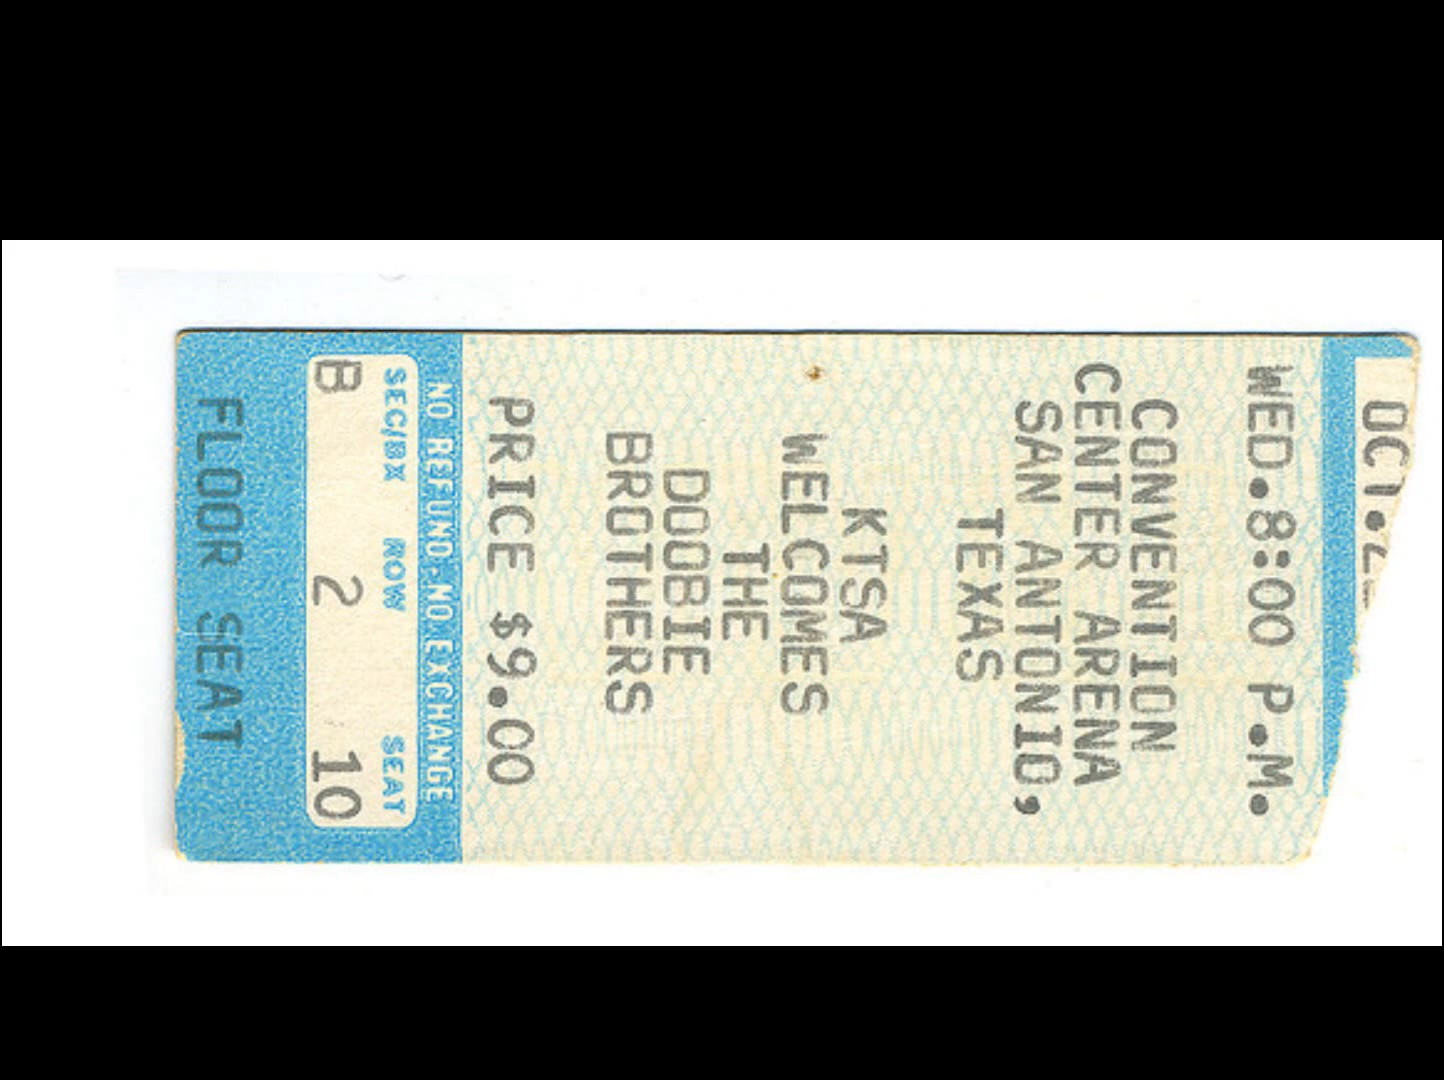 WED. 8:00 P.M.
CONVENTION
CENTER ARENA
SAN ANTONIO,
TEXAS
KTSA
WELCOMES
THE
DOOBIE
BROTHERS
PRICE $9.00
NO REFUND. NO EXCHANGE
SEC/BX ROW SEAT
B 2 10
FLOOR SEAT